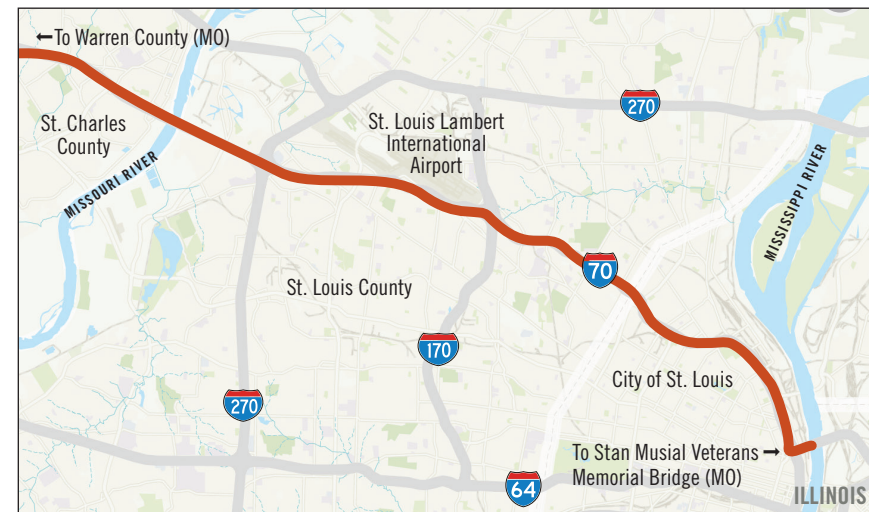 ←To Warren County (MO)
St. Charles
County
MISSOURI RIVER
St. Louis Lambert
International
Airport
270
MISSISSIPPI RIVER
70
St. Louis County
170
270
City of St. Louis
To Stan Musial Veterans →
Memorial Bridge (MO)
64
ILLINOIS